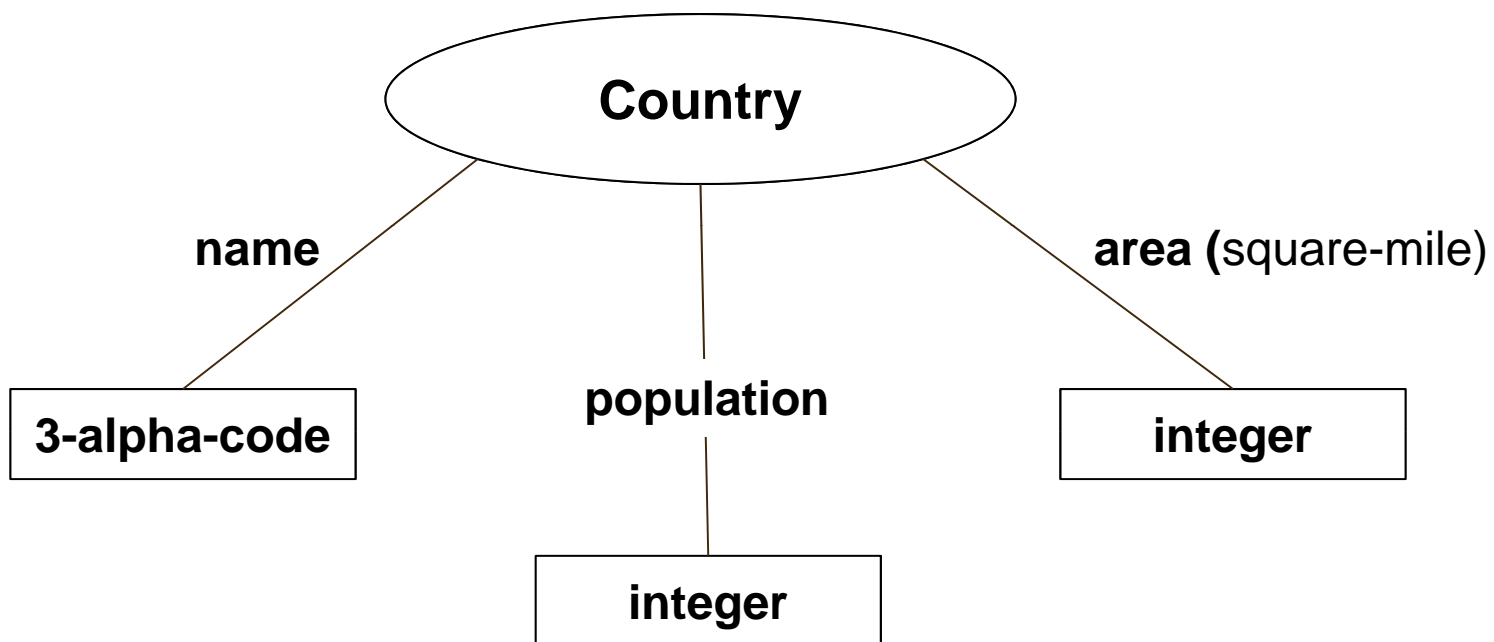 Country
name
area (square-mile)
population
3-alpha-code
integer
integer